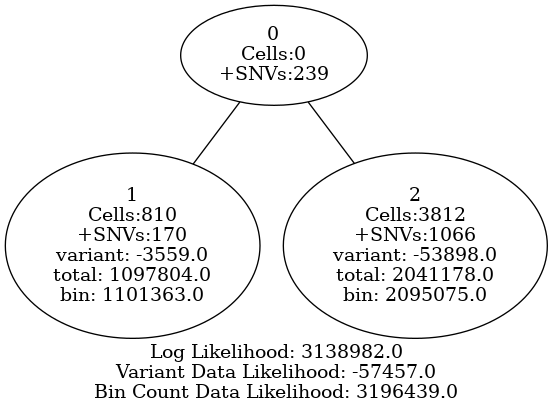 0
Cells:0
+SNVs:239
1
Cells:810
+SNVs:170
variant: -3559.0
total: 1097804.0
bin: 1101363.0
2
Cells:3812
+SNVs:1066
variant: -53898.0
total: 2041178.0
bin: 2095075.0
Log Likelihood: 3138982.0
Variant Data Likelihood: -57457.0
Bin Count Data Likelihood: 3196439.0